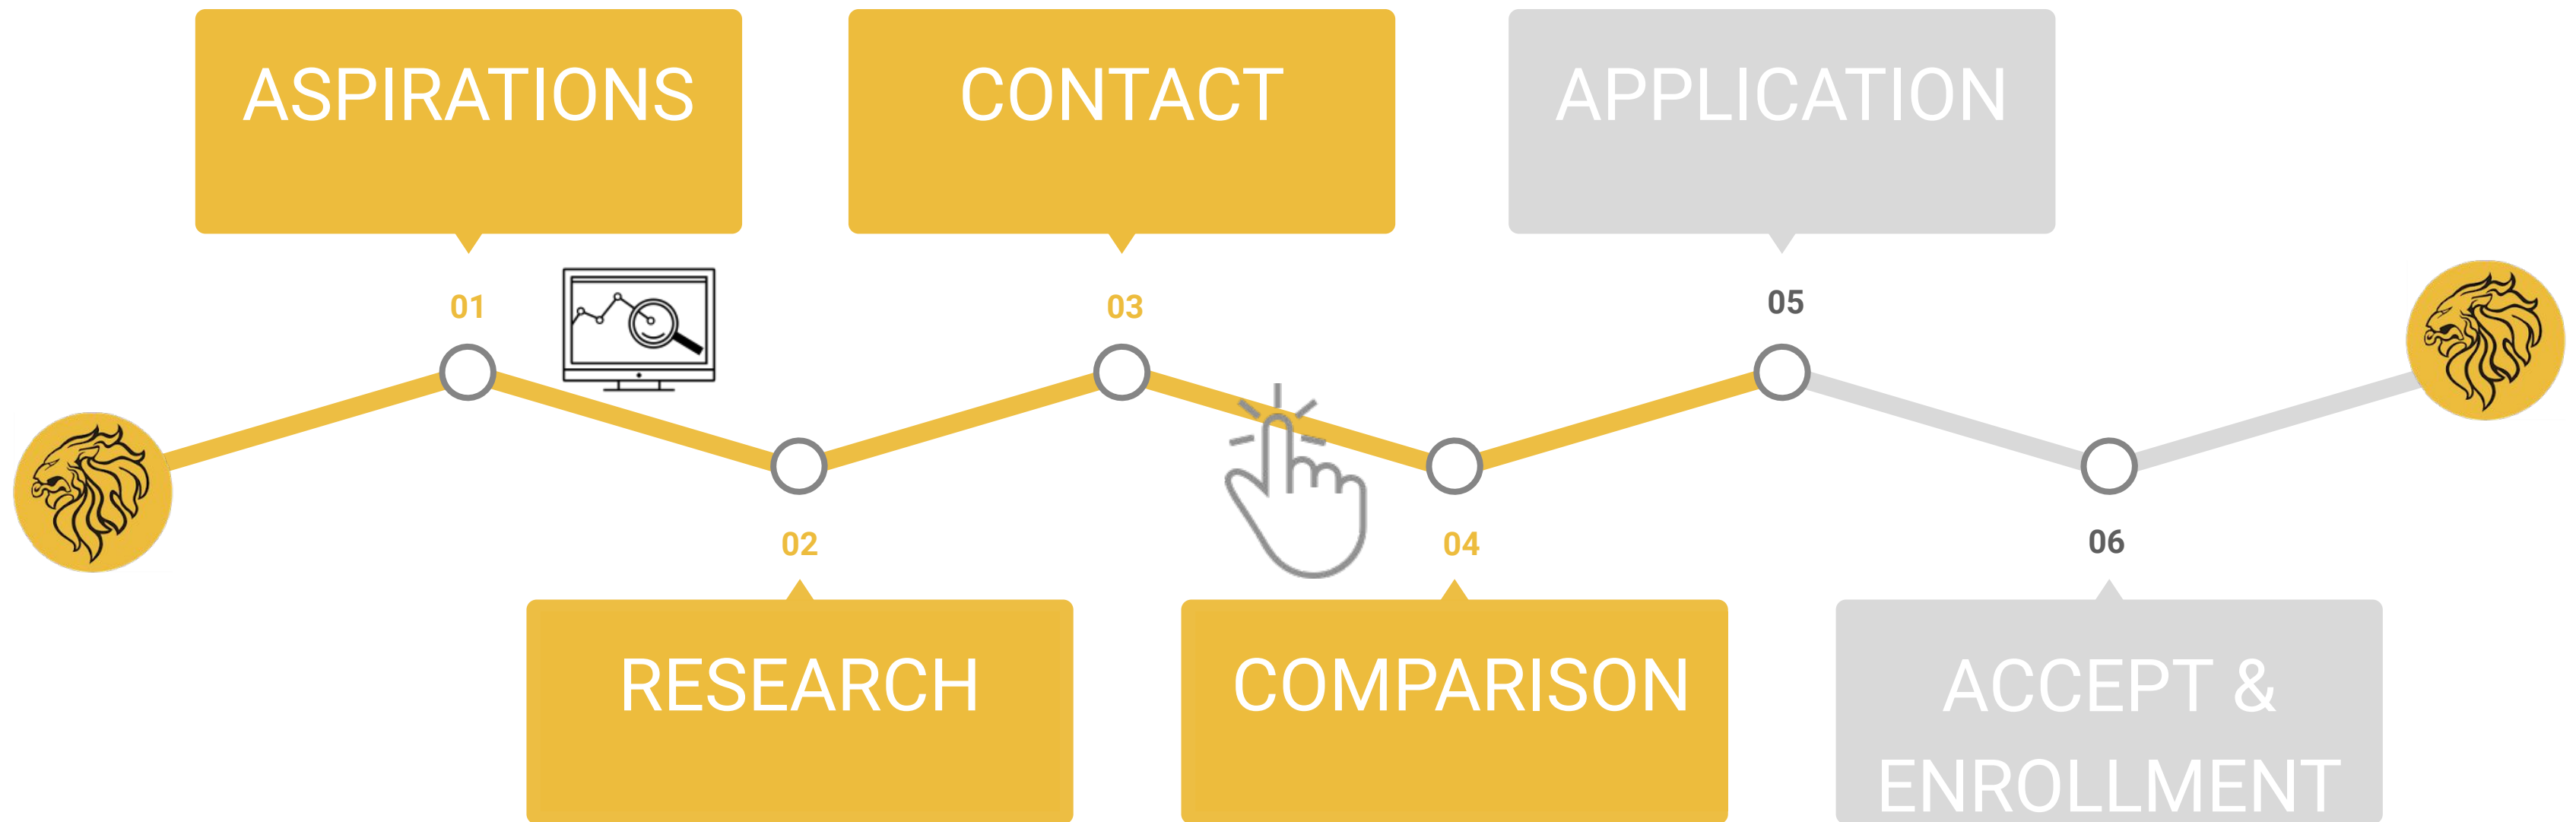 ASPIRATIONS
CONTACT
APPLICATION
01
03
05
02
04
06
RESEARCH
COMPARISON
ACCEPT &
ENROLLMENT